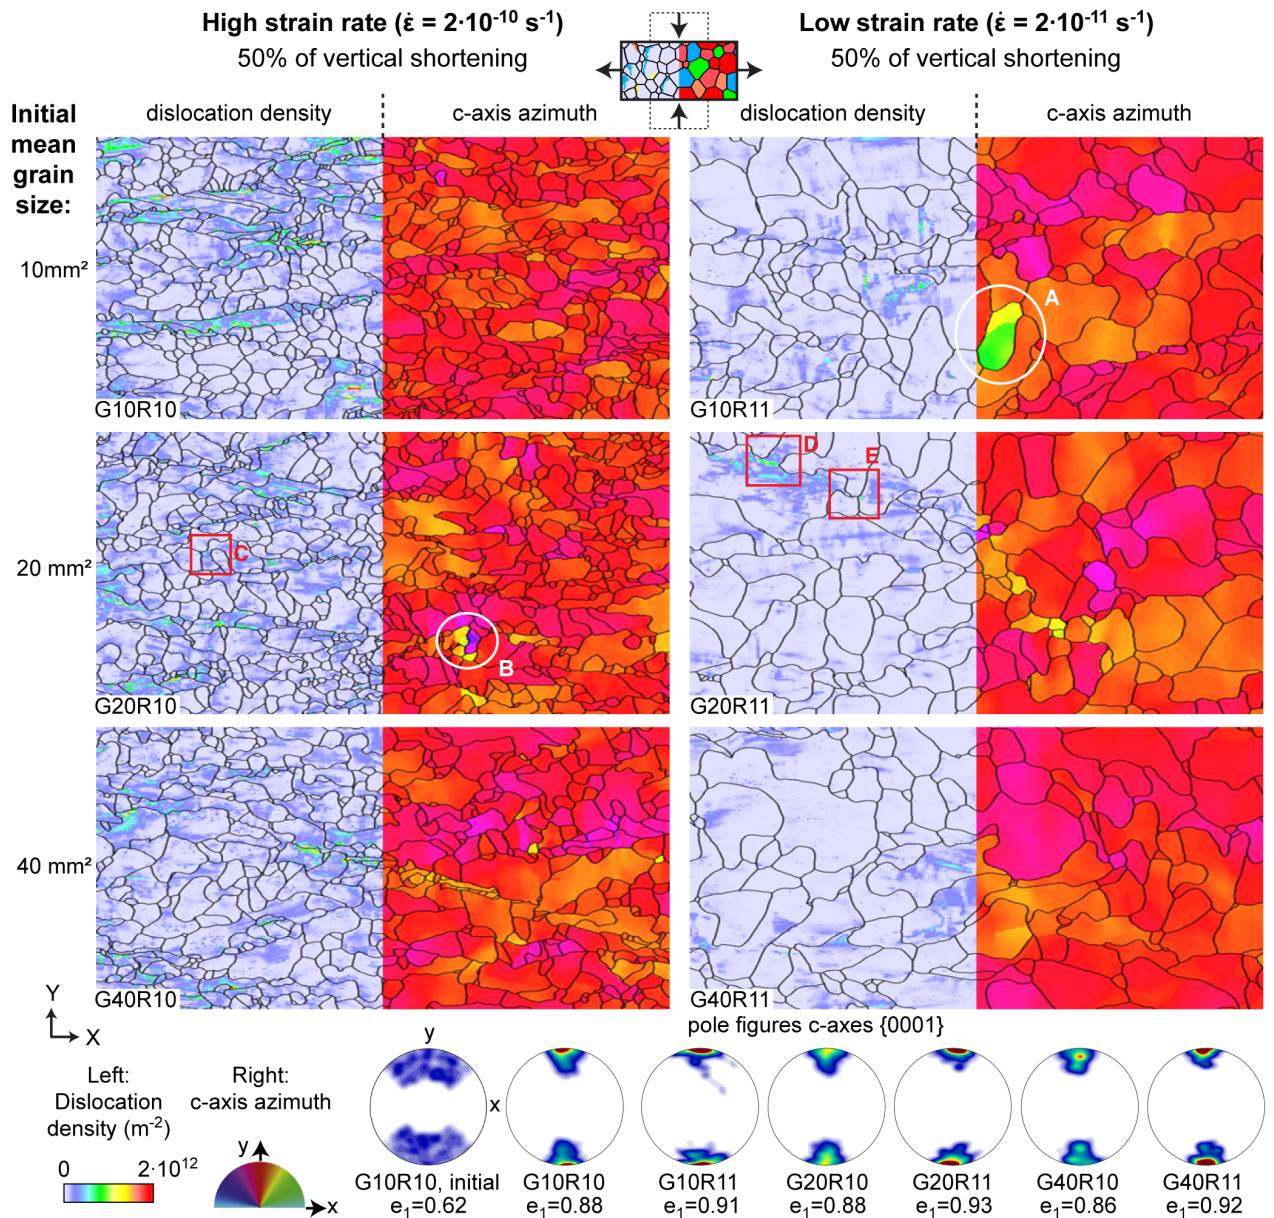 High strain rate (ε̇ = 2·10⁻¹⁰ s⁻¹)
50% of vertical shortening
Low strain rate (ε̇ = 2·10⁻¹¹ s⁻¹)
50% of vertical shortening
Initial
mean
grain
size:
dislocation density
c-axis azimuth
dislocation density
c-axis azimuth
10mm²
G10R10
G10R11
A
20 mm²
C
G20R10
B
D
E
G20R11
40 mm²
G40R10
G40R11
Y
X
pole figures c-axes {0001}
Left:
Dislocation
density (m⁻²)
0
2·10¹²
Right:
c-axis azimuth
y
x
y
x
G10R10, initial
e₁=0.62
G10R10
e₁=0.88
G10R11
e₁=0.91
G20R10
e₁=0.88
G20R11
e₁=0.93
G40R10
e₁=0.86
G40R11
e₁=0.92